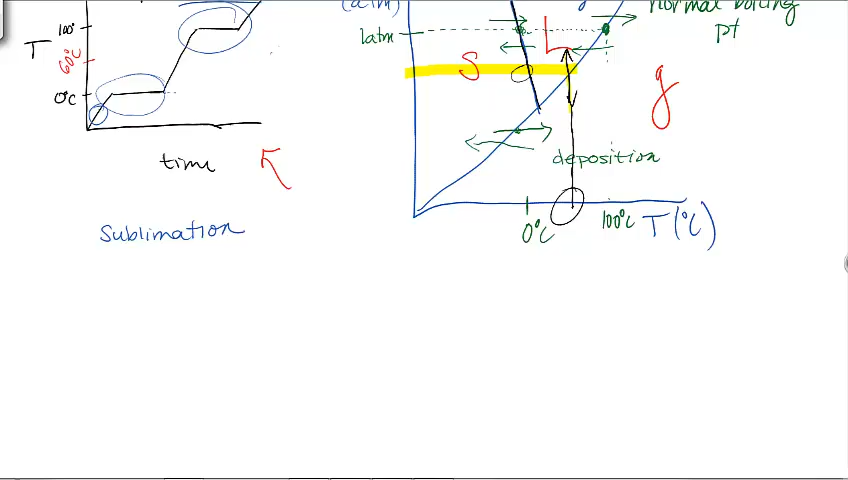 100°
T
60°C
0°C
time
Sublimation
(atm)
normal boiling
pt
1atm
L
S
g
deposition
0°C
100°C
T(°C)